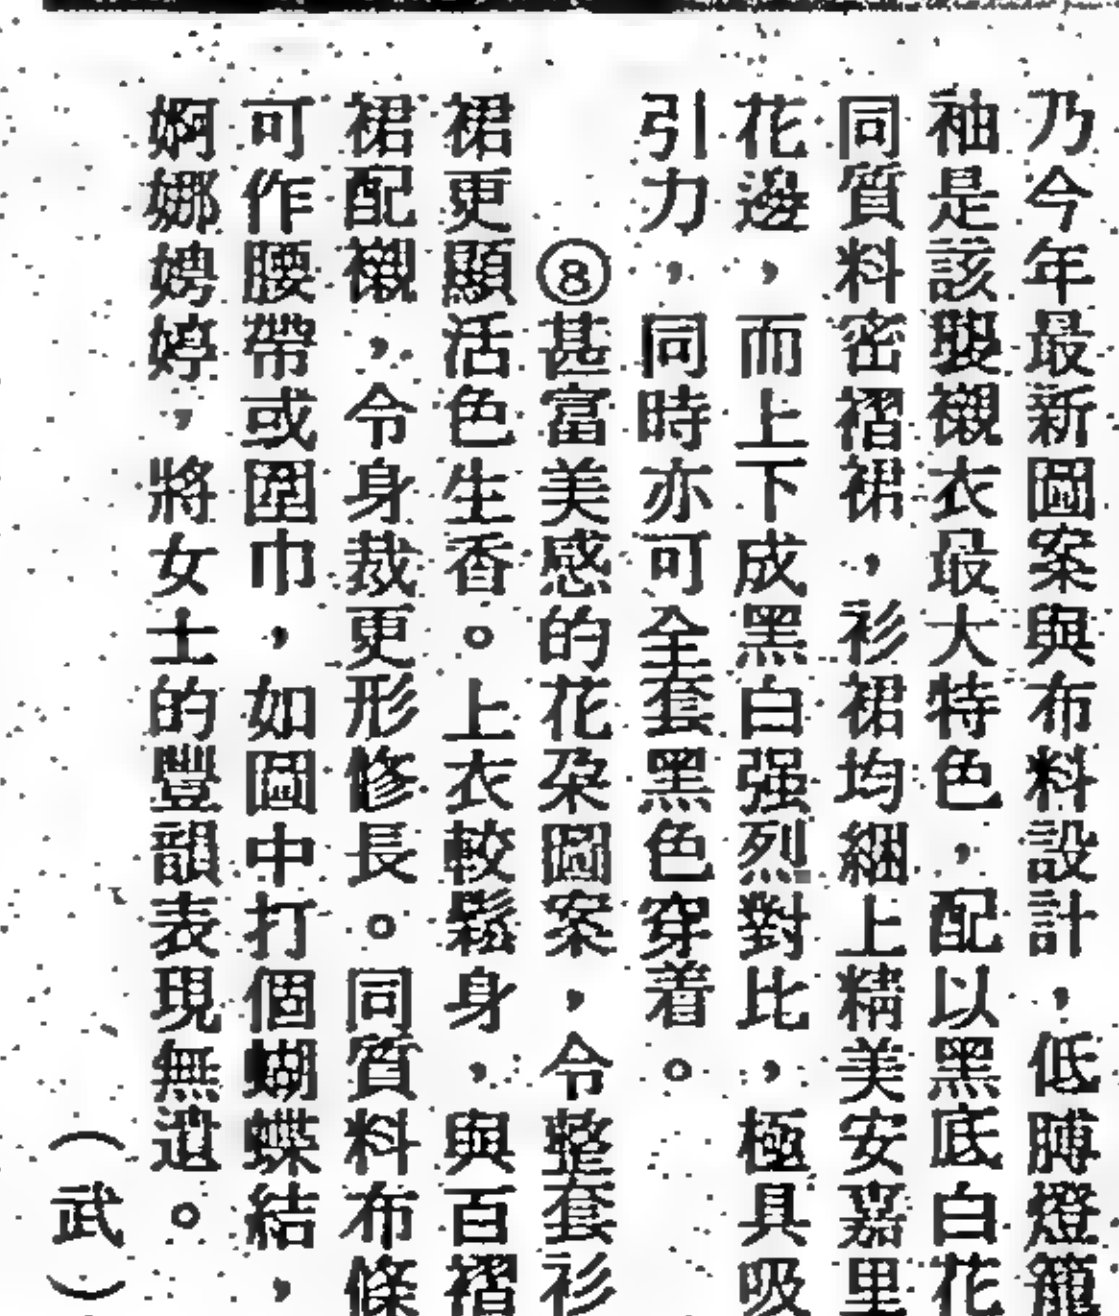 乃今年最新圖案與布料設計，低膊燈籠
袖是該襲襯衣最大特色，配以黑底白花
同質料密褶裙，衫裙均綑上精美安嘉里
花邊，而上下成黑白强烈對比，極具吸
引力，同時亦可全套黑色穿着。
⑧甚富美感的花朶圖案，令整套衫
裙更顯活色生香。上衣較鬆身，與百褶
裙配襯，令身裁更形修長。同質料布條
可作腰帶或圍巾，如圖中打個蝴蝶結，
婀娜娉婷，將女士的豐韻表現無遺。
（武）